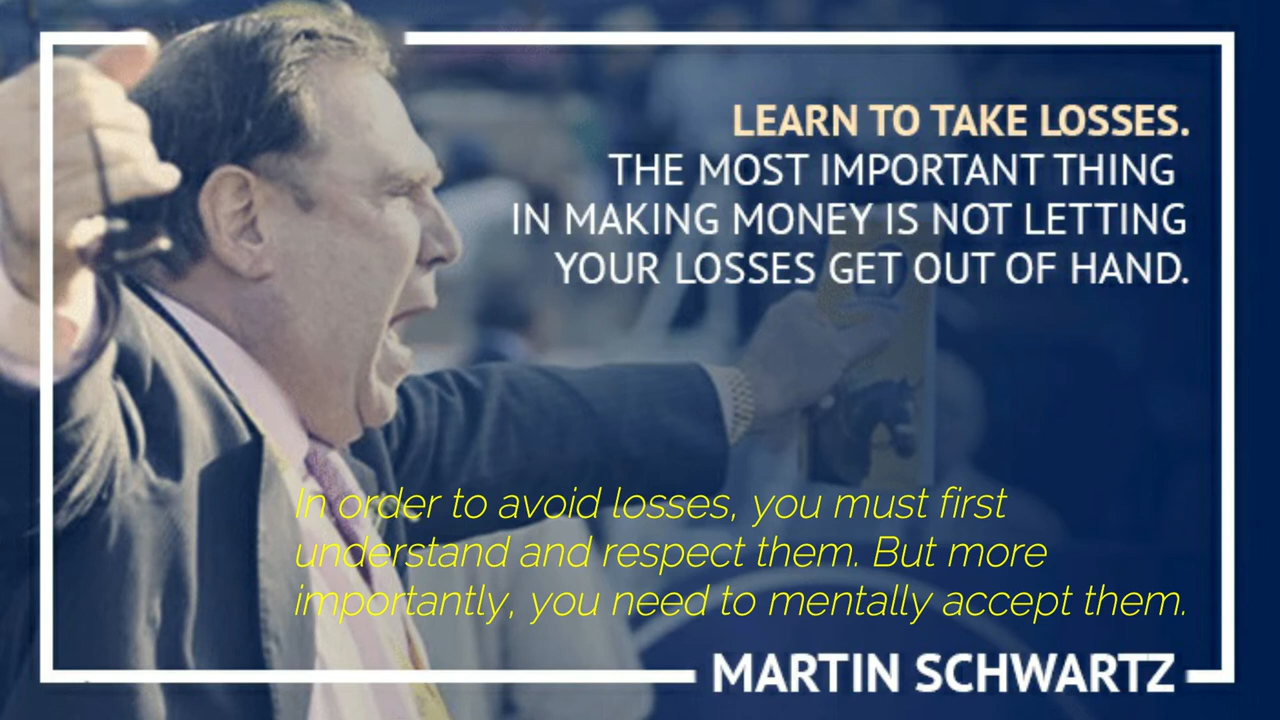 LEARN TO TAKE LOSSES.
THE MOST IMPORTANT THING
IN MAKING MONEY IS NOT LETTING
YOUR LOSSES GET OUT OF HAND.
In order to avoid losses, you must first
understand and respect them. But more
importantly, you need to mentally accept them.
MARTIN SCHWARTZ